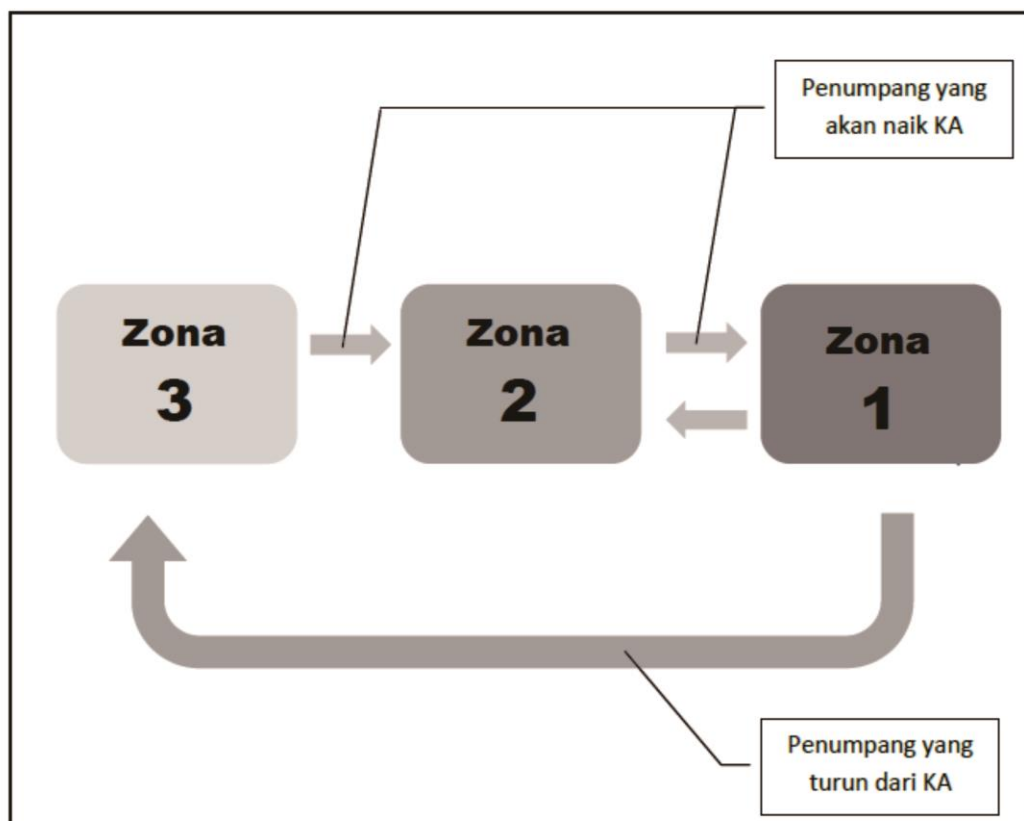 Penumpang yang
akan naik KA
Zona
3
Zona
2
Zona
1
Penumpang yang
turun dari KA